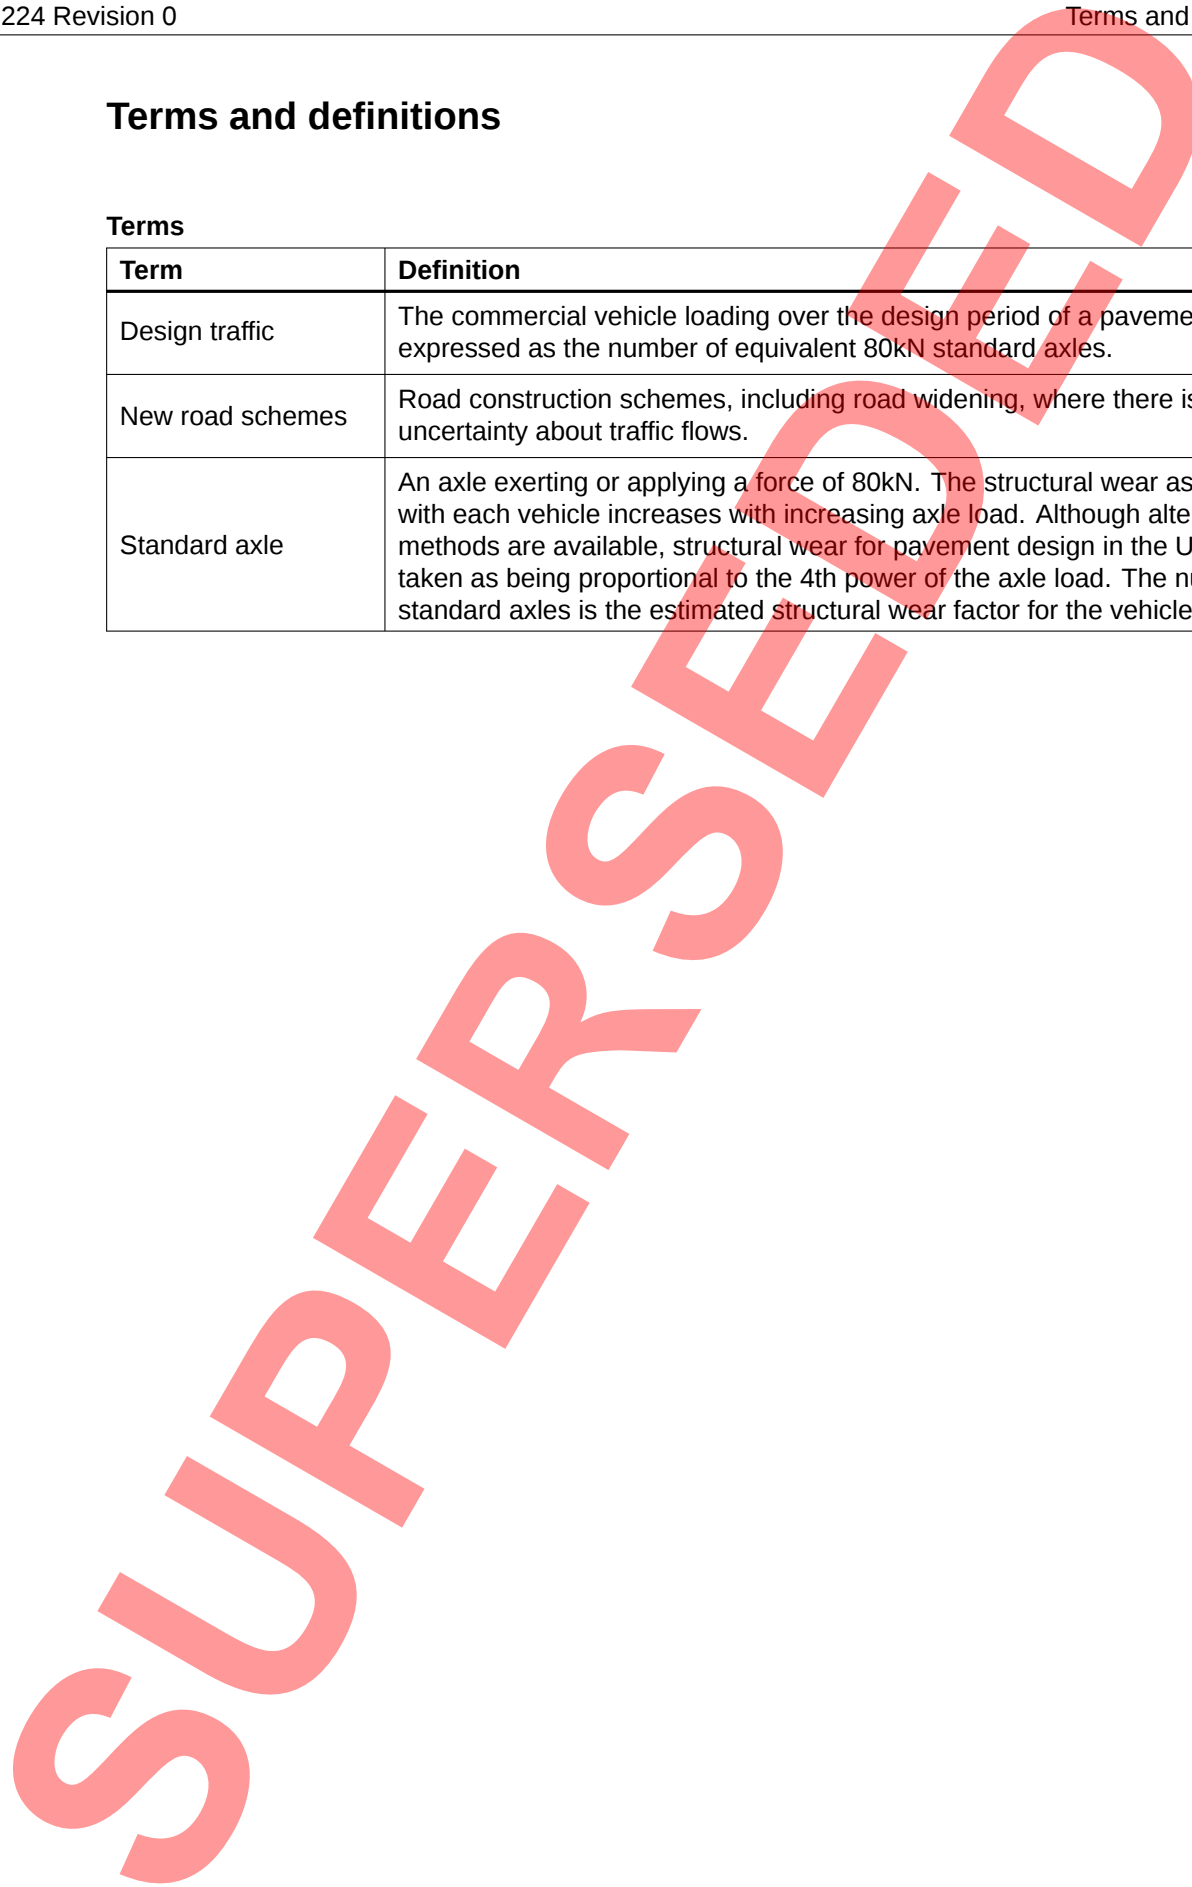 224 Revision 0
Terms and
Terms and definitions
Terms
Term Definition
Design traffic
The commercial vehicle loading over the design period of a paveme
expressed as the number of equivalent 80kN standard axles.
New road schemes
Road construction schemes, including road widening, where there is
uncertainty about traffic flows.
Standard axle
An axle exerting or applying a force of 80kN. The structural wear as
with each vehicle increases with increasing axle load. Although alte
methods are available, structural wear for pavement design in the U
taken as being proportional to the 4th power of the axle load. The nu
standard axles is the estimated structural wear factor for the vehicle
SUPERSEDED